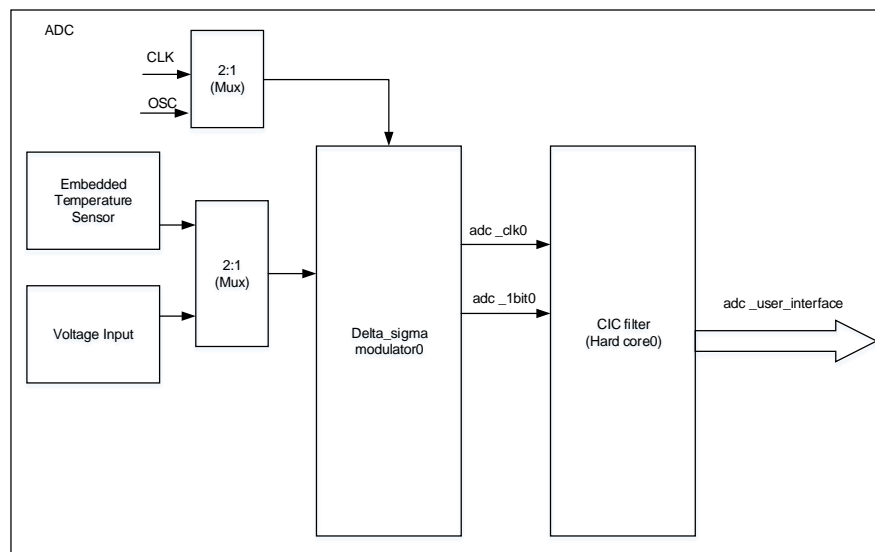 ADC
CLK
OSC
2:1
(Mux)
Embedded
Temperature
Sensor
Voltage Input
2:1
(Mux)
Delta_sigma
modulator0
adc _clk0
adc _1bit0
CIC filter
(Hard core0)
adc _user_interface